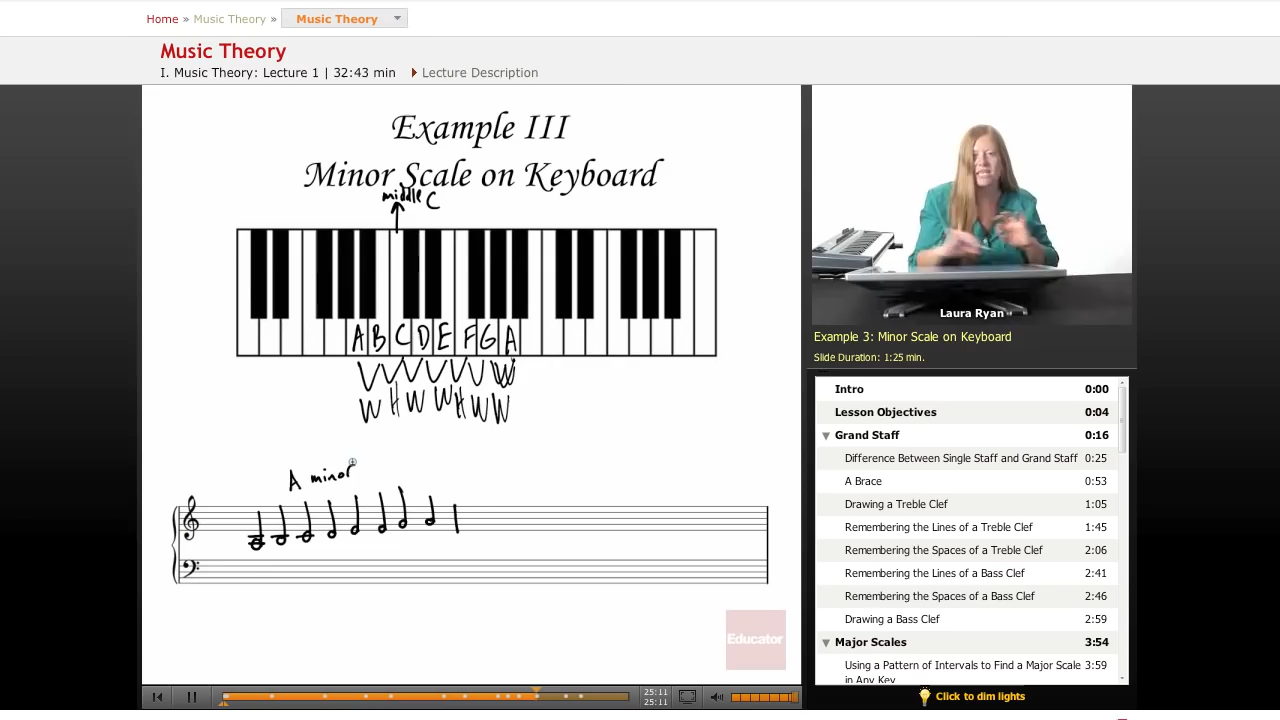 Home » Music Theory » Music Theory
Music Theory
I. Music Theory: Lecture 1 | 32:43 min Lecture Description
Example III
Minor Scale on Keyboard
middle C
A B C D E F G A
W H W W H W W
A minor
Educator
Laura Ryan
Example 3: Minor Scale on Keyboard
Slide Duration: 1:25 min.
Intro 0:00
Lesson Objectives 0:04
Grand Staff 0:16
Difference Between Single Staff and Grand Staff 0:25
A Brace 0:53
Drawing a Treble Clef 1:05
Remembering the Lines of a Treble Clef 1:45
Remembering the Spaces of a Treble Clef 2:06
Remembering the Lines of a Bass Clef 2:41
Remembering the Spaces of a Bass Clef 2:46
Drawing a Bass Clef 2:59
Major Scales 3:54
Using a Pattern of Intervals to Find a Major Scale 3:59
in Any Key
25:11
25:11
Click to dim lights